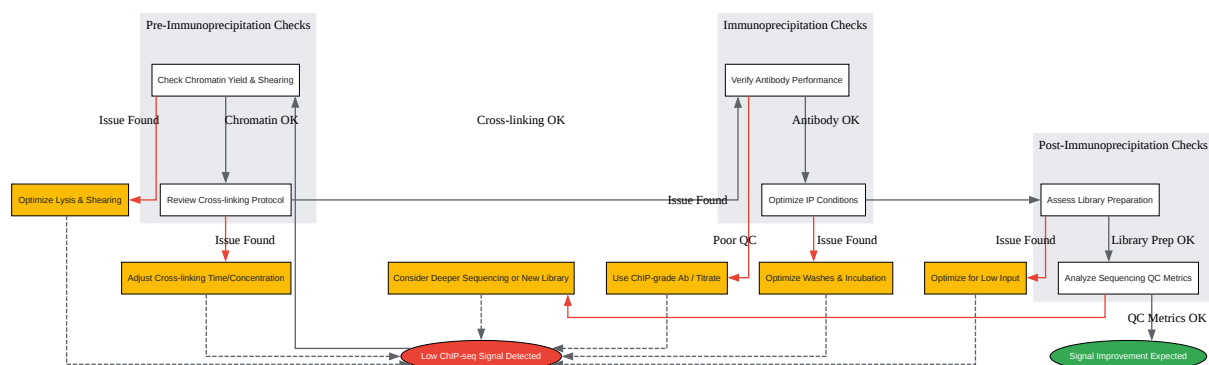 Pre-Immunoprecipitation Checks
Immunoprecipitation Checks
Check Chromatin Yield & Shearing
Verify Antibody Performance
Issue Found
Chromatin OK
Cross-linking OK
Antibody OK
Post-Immunoprecipitation Checks
Optimize Lysis & Shearing
Review Cross-linking Protocol
Issue Found
Optimize IP Conditions
Assess Library Preparation
Issue Found
Poor QC
Issue Found
Issue Found
Library Prep OK
Adjust Cross-linking Time/Concentration
Consider Deeper Sequencing or New Library
Use ChIP-grade Ab / Titrate
Optimize Washes & Incubation
Optimize for Low Input
Analyze Sequencing QC Metrics
QC Metrics OK
Low ChIP-seq Signal Detected
Signal Improvement Expected